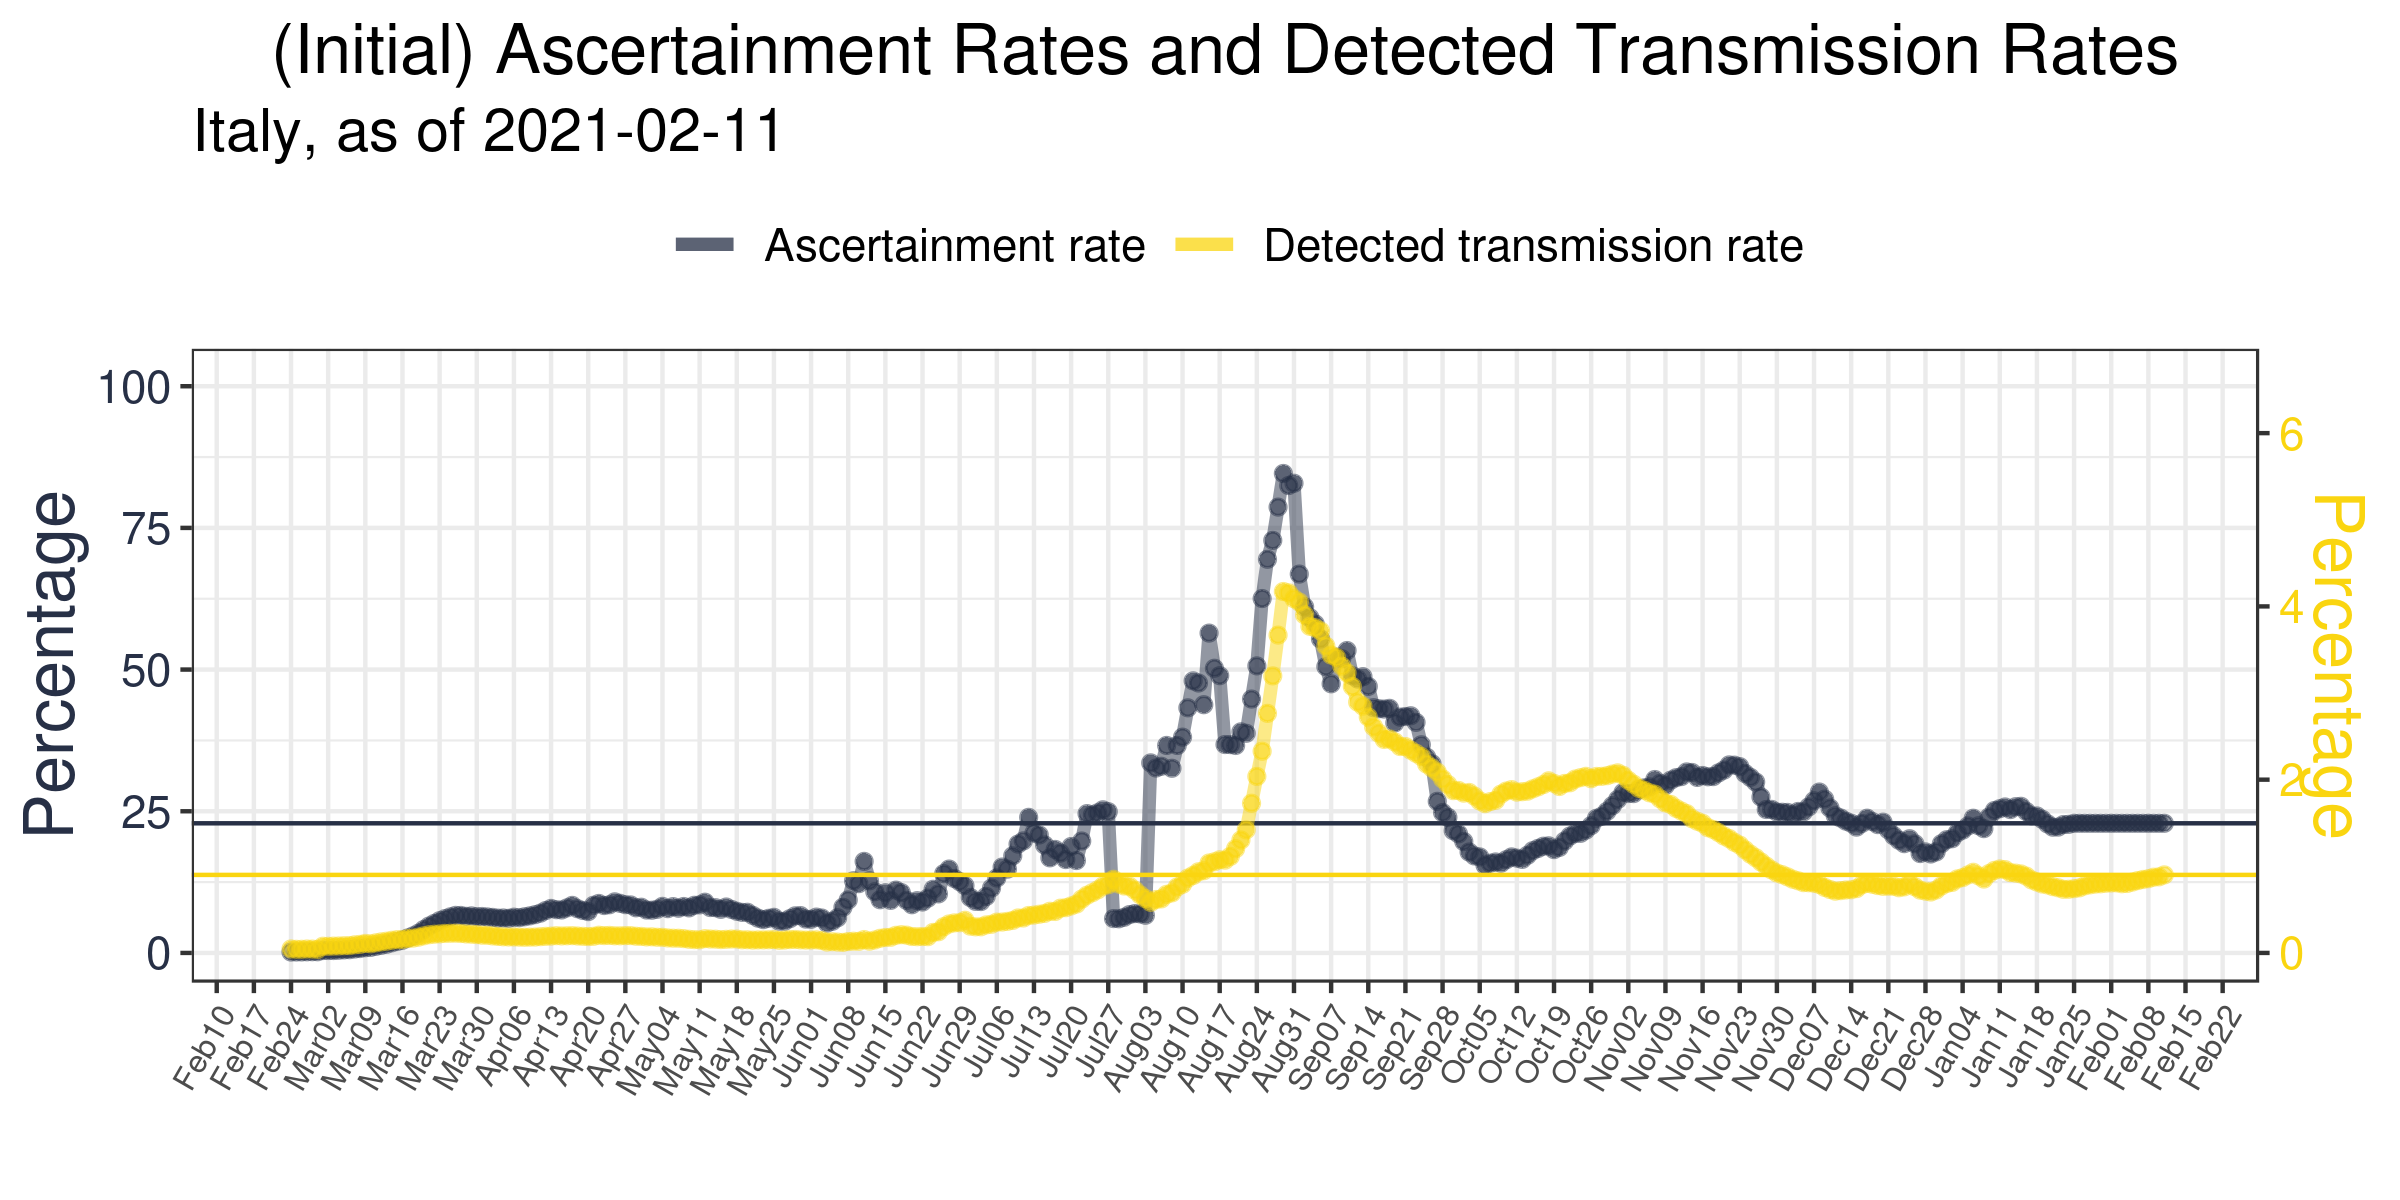 (Initial) Ascertainment Rates and Detected Transmission Rates
Italy, as of 2021-02-11
Ascertainment rate
Detected transmission rate
Percentage
100
75
50
25
0
6
4
2
0
Percentage
Feb10
Feb17
Feb24
Mar02
Mar09
Mar16
Mar23
Mar30
Apr06
Apr13
Apr20
Apr27
May04
May11
May18
May25
Jun01
Jun08
Jun15
Jun22
Jun29
Jul06
Jul13
Jul20
Jul27
Aug03
Aug10
Aug17
Aug24
Aug31
Sep07
Sep14
Sep21
Sep28
Oct05
Oct12
Oct19
Oct26
Nov02
Nov09
Nov16
Nov23
Nov30
Dec07
Dec14
Dec21
Dec28
Jan04
Jan11
Jan18
Jan25
Feb01
Feb08
Feb15
Feb22